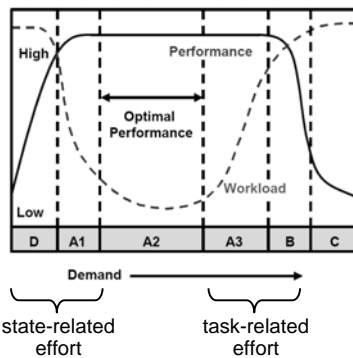 High
Performance
Optimal
Performance
Workload
Low
D A1 A2 A3 B C
Demand
state-related
effort
task-related
effort